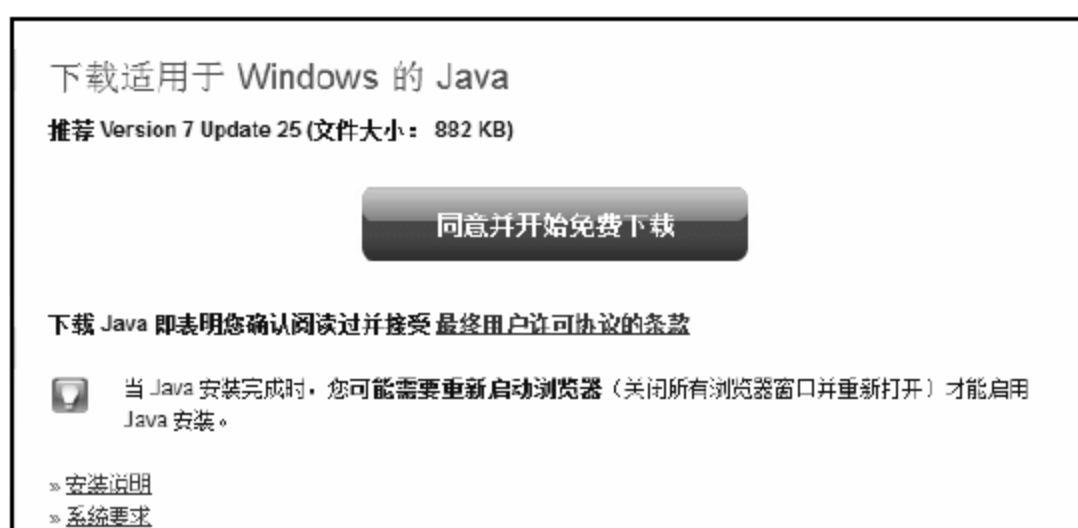 下载适用于 Windows 的 Java
推荐 Version 7 Update 25 (文件大小： 882 KB)
同意并开始免费下载
下载 Java 即表明您确认阅读过并接受 最终用户许可协议的条款
当 Java 安装完成时，您可能需要重新启动浏览器（关闭所有浏览器窗口并重新打开）才能启用
Java 安装。
» 安装说明
» 系统要求